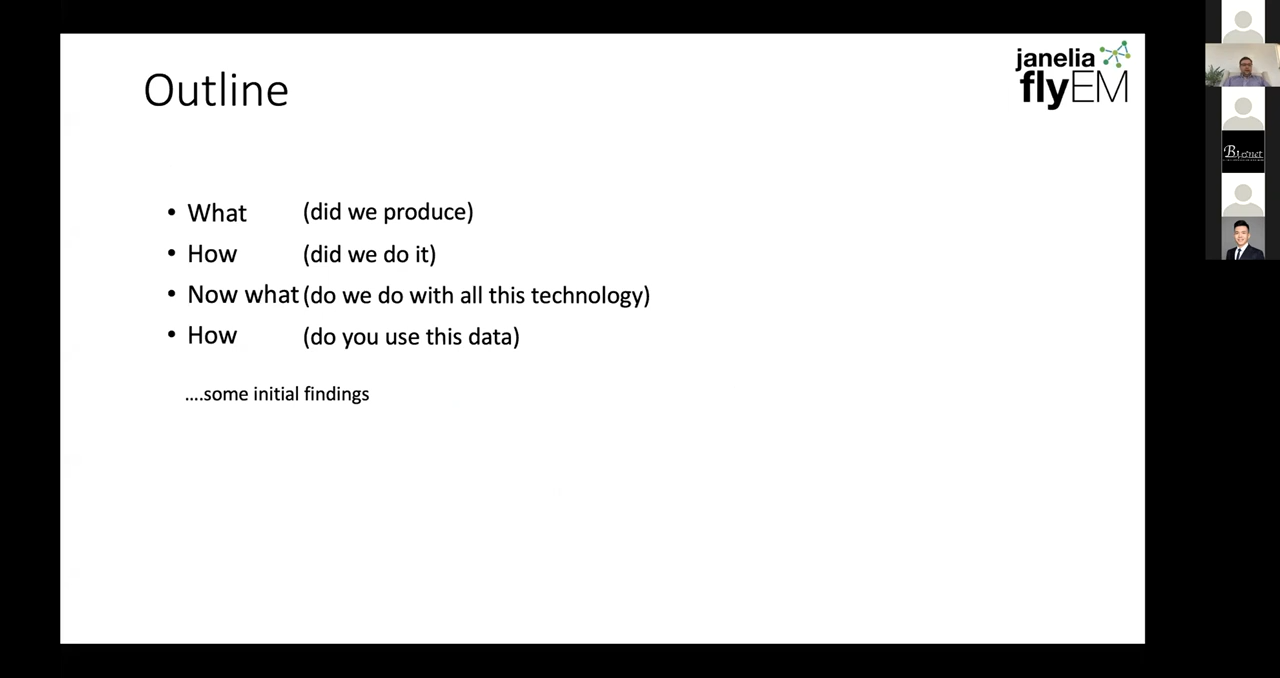 Outline
janelia
flyEM
• What (did we produce)
• How (did we do it)
• Now what (do we do with all this technology)
• How (do you use this data)
....some initial findings